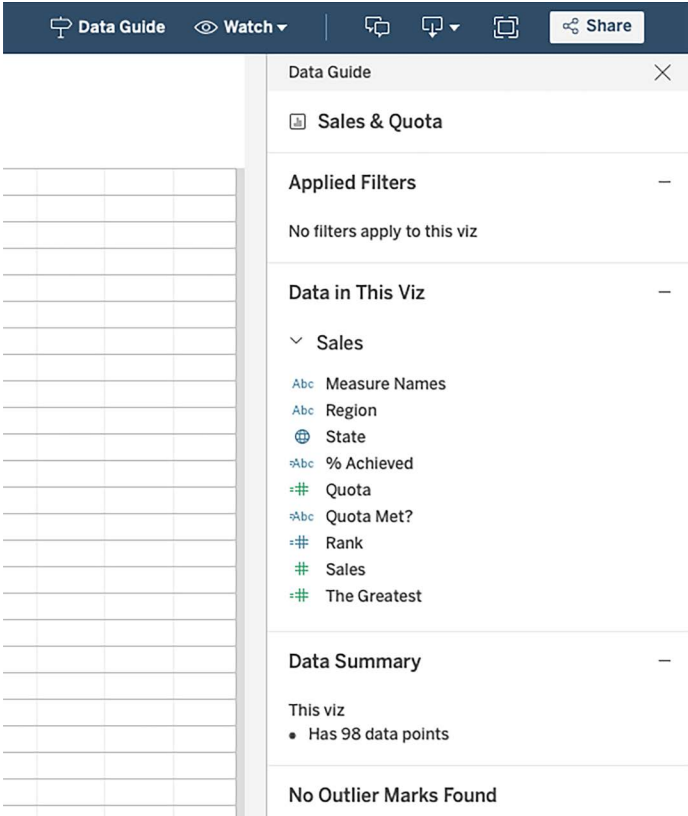 Data Guide Watch Share
Data Guide
Sales & Quota
Applied Filters
No filters apply to this viz
Data in This Viz
Sales
Abc Measure Names
Abc Region
State
=Abc % Achieved
=# Quota
=Abc Quota Met?
=# Rank
# Sales
=# The Greatest
Data Summary
This viz
• Has 98 data points
No Outlier Marks Found